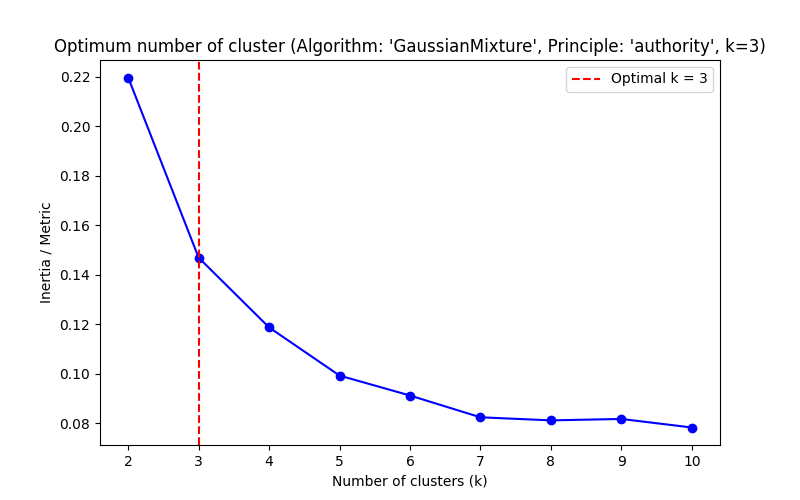 Optimum number of cluster (Algorithm: 'GaussianMixture', Principle: 'authority', k=3)
Optimal k = 3
0.22
0.20
0.18
0.16
0.14
0.12
0.10
0.08
Inertia / Metric
2 3 4 5 6 7 8 9 10
Number of clusters (k)